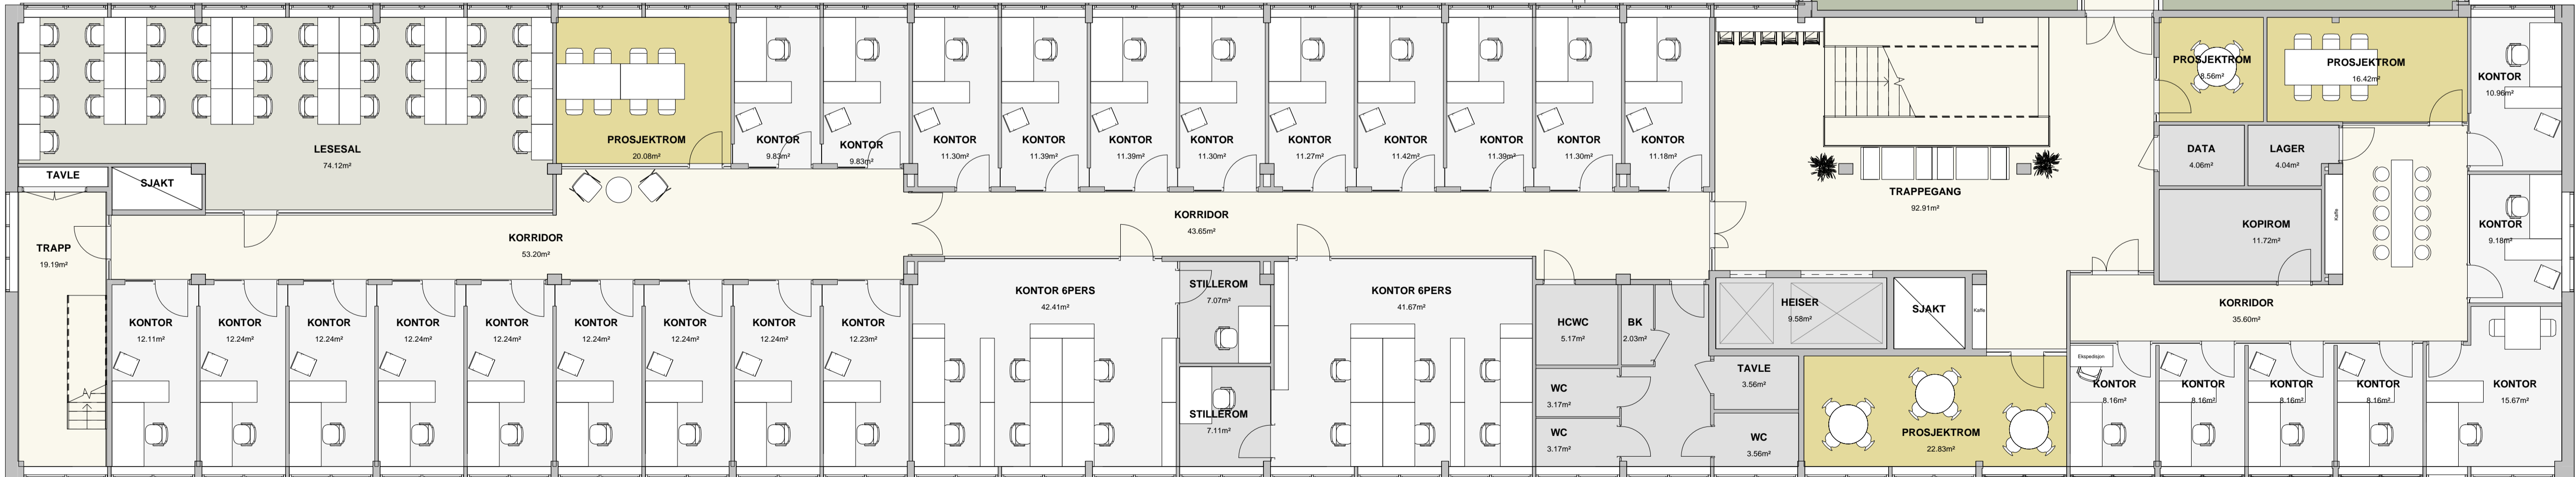 LESESAL
74.12m²
TAVLE
SJAKT
TRAPP
19.19m²
PROSJEKTROM
20.08m²
KONTOR
9.83m²
KONTOR
9.83m²
KONTOR
11.30m²
KONTOR
11.39m²
KONTOR
11.39m²
KONTOR
11.30m²
KONTOR
11.27m²
KONTOR
11.42m²
KONTOR
11.39m²
KONTOR
11.30m²
KONTOR
11.18m²
KORRIDOR
53.20m²
KORRIDOR
43.65m²
TRAPPEGANG
92.91m²
PROSJEKTROM
8.56m²
PROSJEKTROM
16.42m²
KONTOR
10.96m²
DATA
4.06m²
LAGER
4.04m²
KOPIROM
11.72m²
Kaffe
KONTOR
9.18m²
KORRIDOR
35.60m²
KONTOR
12.11m²
KONTOR
12.24m²
KONTOR
12.24m²
KONTOR
12.24m²
KONTOR
12.24m²
KONTOR
12.24m²
KONTOR
12.24m²
KONTOR
12.24m²
KONTOR
12.23m²
KONTOR 6PERS
42.41m²
STILLEROM
7.07m²
STILLEROM
7.11m²
KONTOR 6PERS
41.67m²
HCWC
5.17m²
BK
2.03m²
WC
3.17m²
WC
3.17m²
HEISER
9.58m²
SJAKT
Kaffe
TAVLE
3.56m²
WC
3.56m²
PROSJEKTROM
22.83m²
Ekspedisjon
KONTOR
8.16m²
KONTOR
8.16m²
KONTOR
8.16m²
KONTOR
8.16m²
KONTOR
15.67m²